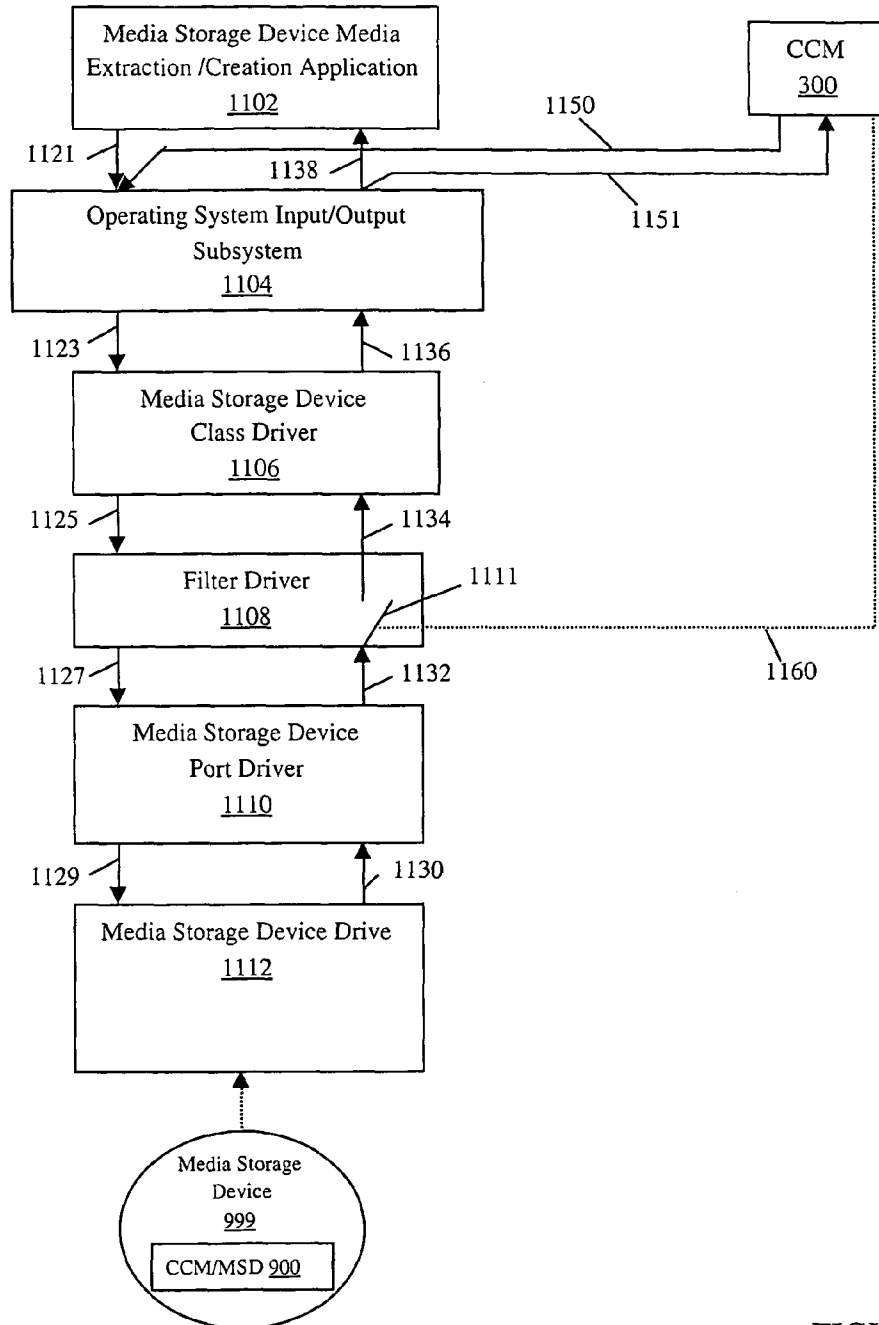 Media Storage Device Media
Extraction /Creation Application
1102
CCM
300
1150
1121
1138
1151
Operating System Input/Output
Subsystem
1104
1123
1136
Media Storage Device
Class Driver
1106
1125
1134
Filter Driver
1108
1111
1127
1132
1160
Media Storage Device
Port Driver
1110
1129
1130
Media Storage Device Drive
1112
Media Storage
Device
999
CCM/MSD 900